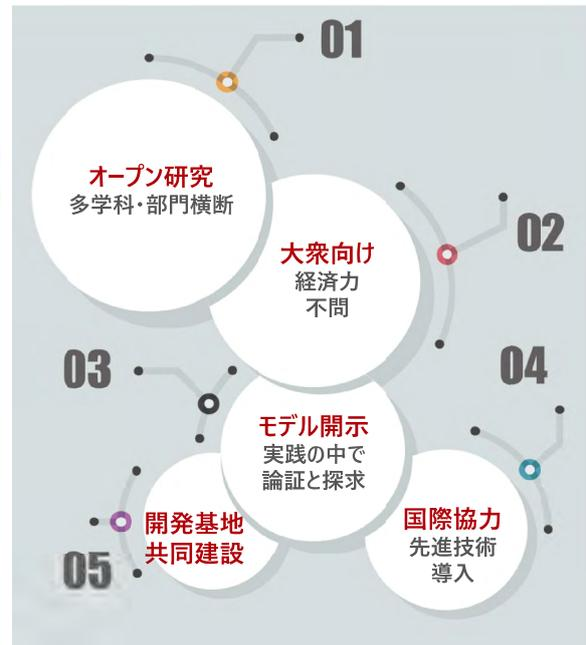 01
オープン研究
多学科・部門横断
02
大衆向け
経済力
不問
03
モデル開示
実践の中で
論証と探求
04
国際協力
先進技術
導入
05
開発基地
共同建設